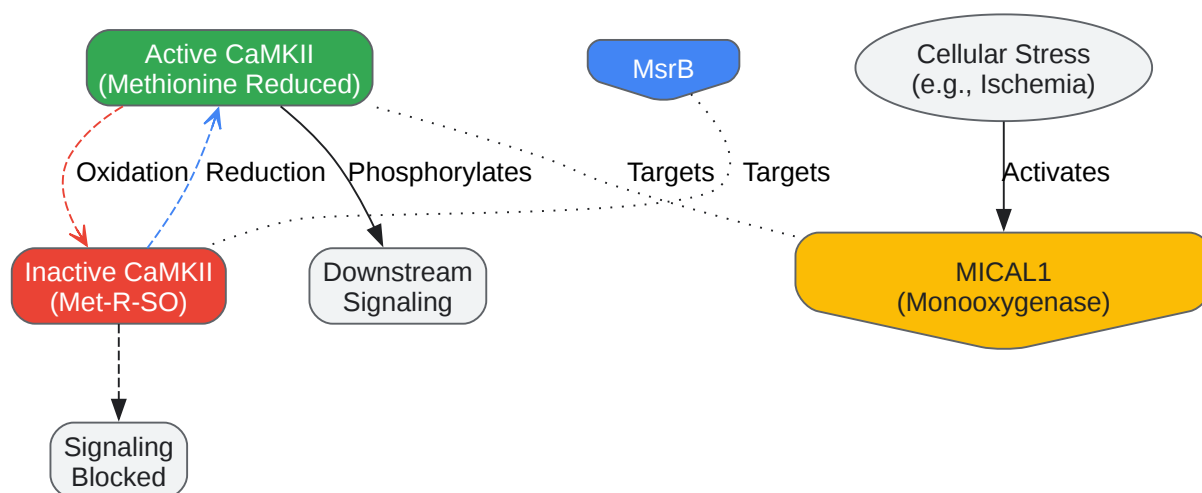 Active CaMKII
(Methionine Reduced)
MsrB
Cellular Stress
(e.g., Ischemia)
Oxidation
Reduction
Phosphorylates
Targets
Targets
Activates
Inactive CaMKII
(Met-R-SO)
Downstream
Signaling
MICAL1
(Monooxygenase)
Signaling
Blocked